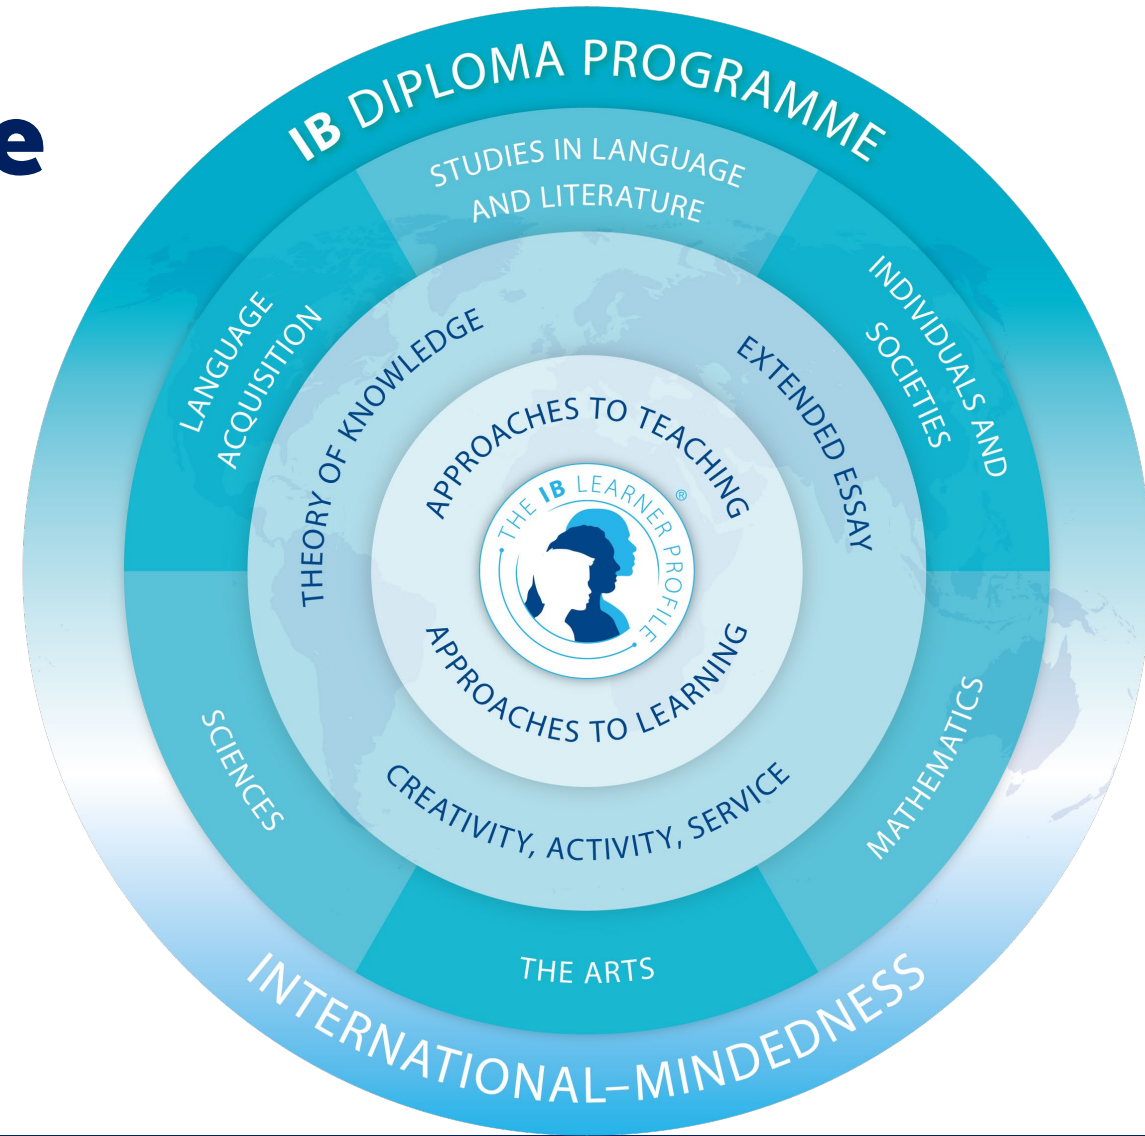 e
IB DIPLOMA PROGRAMME
STUDIES IN LANGUAGE
AND LITERATURE
LANGUAGE
ACQUISITION
INDIVIDUALS AND
SOCIETIES
THEORY OF KNOWLEDGE
EXTENDED ESSAY
APPROACHES TO TEACHING
THE IB LEARNER PROFILE ®
APPROACHES TO LEARNING
CREATIVITY, ACTIVITY, SERVICE
SCIENCES
MATHEMATICS
THE ARTS
INTERNATIONAL–MINDEDNESS